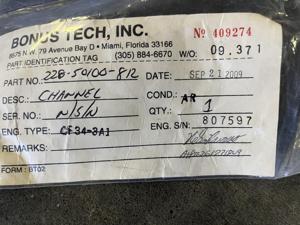 BONUS TECH, INC. No 409274
8875 N.W. 79 Avenue Bay D • Miami, Florida 33166
PART IDENTIFICATION TAG (305) 884-6670 W/O: 09.371
PART NO. 228-50100-812 DATE: SEP 21 2009
DESC.: CHANNEL COND.: AR
SER. NO.: N/S/N QTY.: 1
ENG. TYPE: CF34-3A1 ENG. S/N: 807597
REMARKS:
FORM: BT02